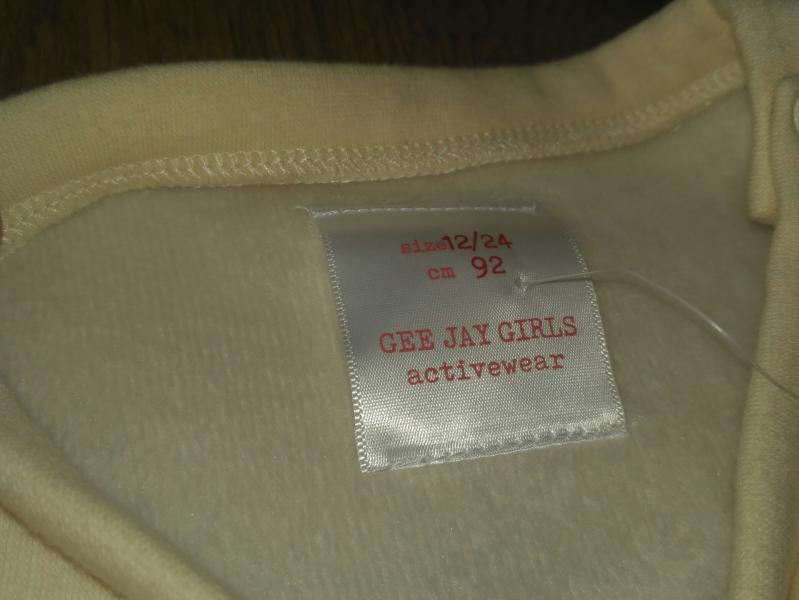 size12/24
cm 92
GEE JAY GIRLS
activewear